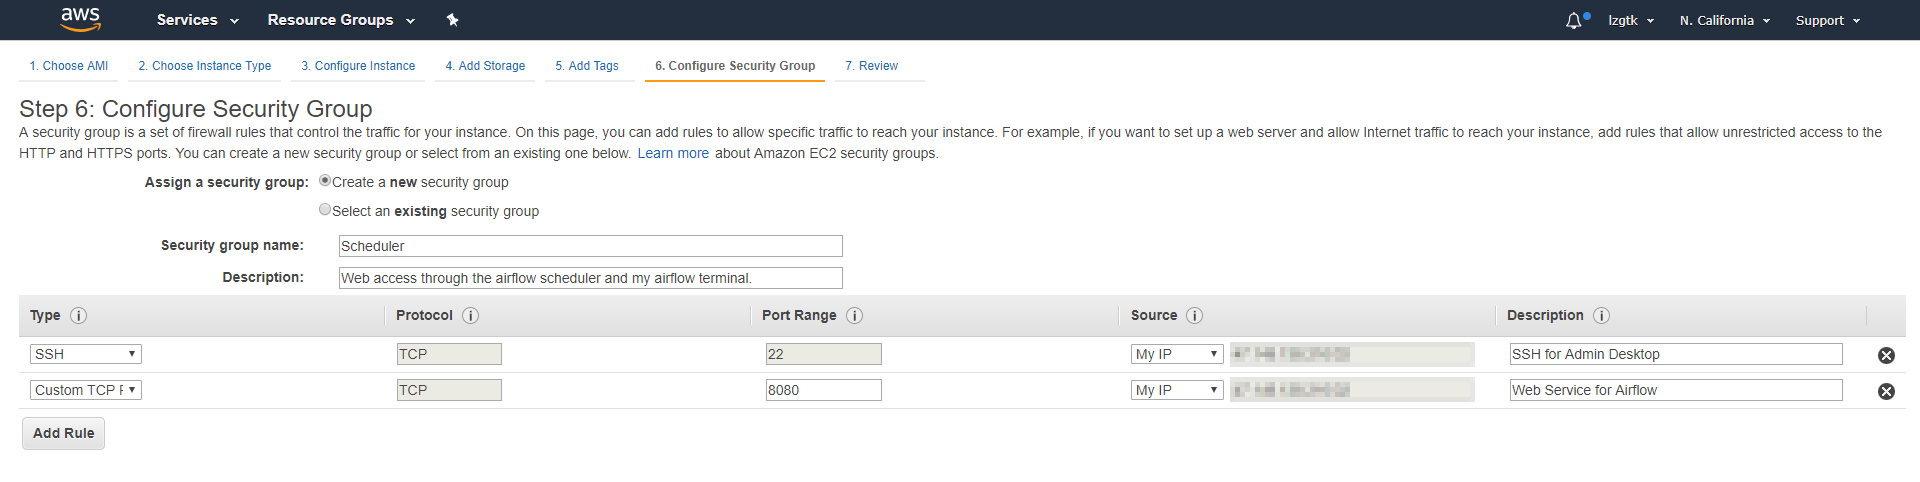 aws Services Resource Groups lzgtk N. California Support
1. Choose AMI 2. Choose Instance Type 3. Configure Instance 4. Add Storage 5. Add Tags 6. Configure Security Group 7. Review
Step 6: Configure Security Group
A security group is a set of firewall rules that control the traffic for your instance. On this page, you can add rules to allow specific traffic to reach your instance. For example, if you want to set up a web server and allow Internet traffic to reach your instance, add rules that allow unrestricted access to the
HTTP and HTTPS ports. You can create a new security group or select from an existing one below. Learn more about Amazon EC2 security groups.
Assign a security group: Create a new security group
Select an existing security group
Security group name: Scheduler
Description: Web access through the airflow scheduler and my airflow terminal.
Type Protocol Port Range Source Description
SSH TCP 22 My IP SSH for Admin Desktop
Custom TCP TCP 8080 My IP Web Service for Airflow
Add Rule